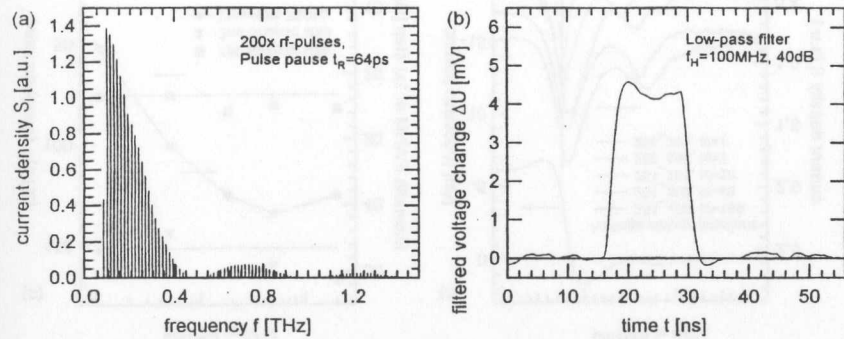 (a)
1.4
1.2
1.0
0.8
0.6
0.4
0.2
0.0
current density S_i [a.u.]
200x rf-pulses,
Pulse pause t_R=64ps
0.0 0.4 0.8 1.2
frequency f [THz]
(b)
6
5
4
3
2
1
0
filtered voltage change ΔU [mV]
Low-pass filter
f_H=100MHz, 40dB
0 10 20 30 40 50
time t [ns]